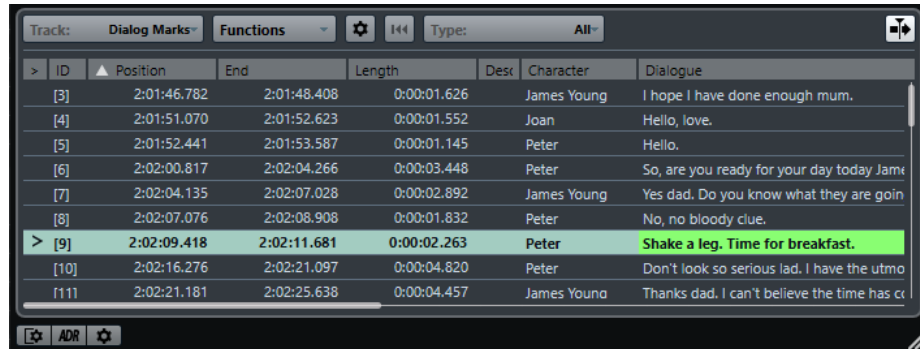 Track: Dialog Marks Functions Type: All
> ID Position End Length Desc Character Dialogue
[3] 2:01:46.782 2:01:48.408 0:00:01.626 James Young I hope I have done enough mum.
[4] 2:01:51.070 2:01:52.623 0:00:01.552 Joan Hello, love.
[5] 2:01:52.441 2:01:53.587 0:00:01.145 Peter Hello.
[6] 2:02:00.817 2:02:04.266 0:00:03.448 Peter So, are you ready for your day today Jame
[7] 2:02:04.135 2:02:07.028 0:00:02.892 James Young Yes dad. Do you know what they are goin
[8] 2:02:07.076 2:02:08.908 0:00:01.832 Peter No, no bloody clue.
> [9] 2:02:09.418 2:02:11.681 0:00:02.263 Peter Shake a leg. Time for breakfast.
[10] 2:02:16.276 2:02:21.097 0:00:04.820 Peter Don't look so serious lad. I have the utmo
[11] 2:02:21.181 2:02:25.638 0:00:04.457 James Young Thanks dad. I can't believe the time has co
ADR